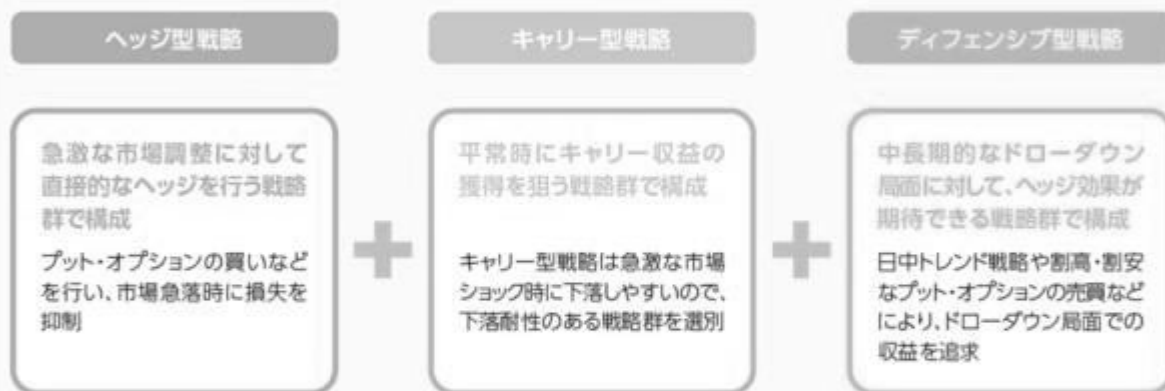 ヘッジ型戦略
キャリー型戦略
ディフェンシブ型戦略
急激な市場調整に対して
直接的なヘッジを行う戦略
群で構成
プット・オプションの買いなど
を行い、市場急落時に損失を
抑制
平常時にキャリー収益の
獲得を狙う戦略群で構成
キャリー型戦略は急激な市場
ショック時に下落しやすいので、
下落耐性のある戦略群を選別
中長期的なドローダウン
局面に対して、ヘッジ効果が
期待できる戦略群で構成
日中トレンド戦略や割高・割安
なプット・オプションの売買など
により、ドローダウン局面での
収益を追求